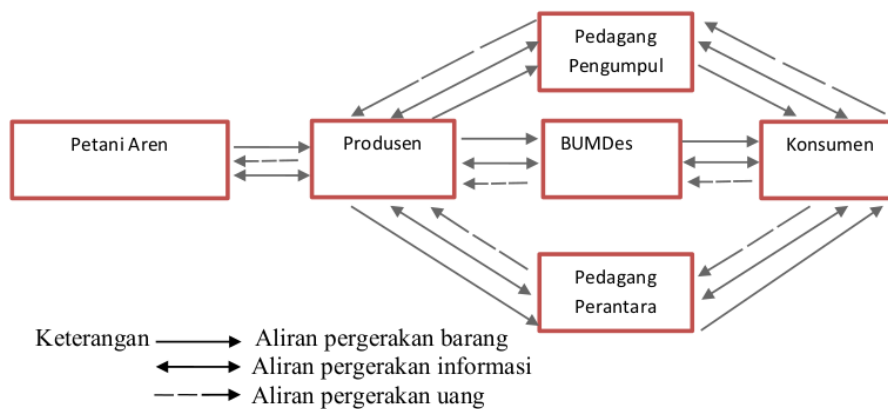 Pedagang
Pengumpul
Petani Aren
Produsen
BUMDes
Konsumen
Pedagang
Perantara
Keterangan
Aliran pergerakan barang
Aliran pergerakan informasi
Aliran pergerakan uang